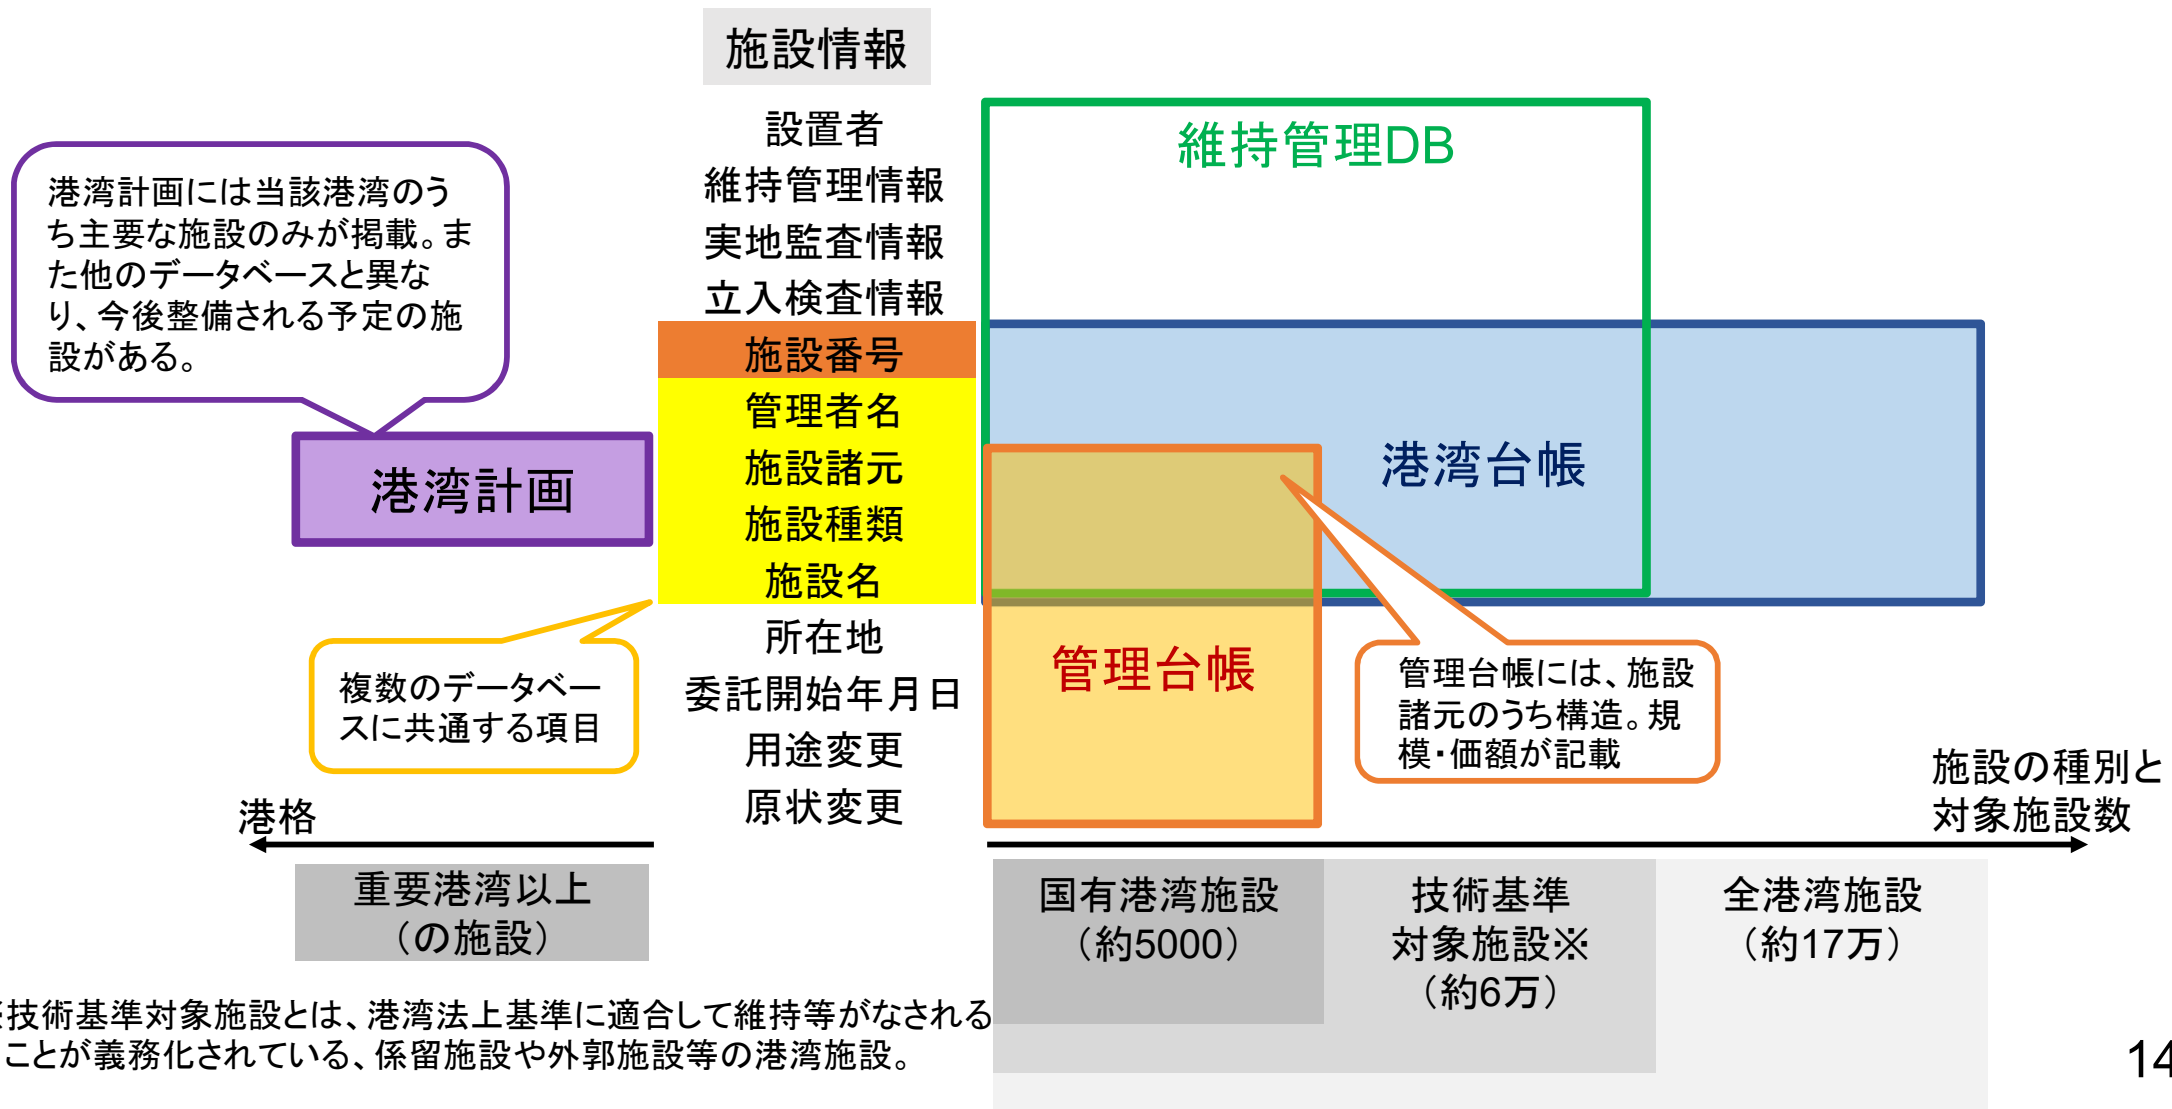 施設情報
設置者
維持管理情報
実地監査情報
立入検査情報
施設番号
管理者名
施設諸元
施設種類
施設名
所在地
委託開始年月日
用途変更
原状変更
港湾計画には当該港湾のう
ち主要な施設のみが掲載。ま
た他のデータベースと異な
り、今後整備される予定の施
設がある。
港湾計画
複数のデータベー
スに共通する項目
維持管理DB
港湾台帳
管理台帳
管理台帳には、施設
諸元のうち構造。規
模・価額が記載
港格
施設の種別と
対象施設数
重要港湾以上
(の施設)
国有港湾施設
(約5000)
技術基準
対象施設※
(約6万)
全港湾施設
(約17万)
※技術基準対象施設とは、港湾法上基準に適合して維持等がなされる
ことが義務化されている、係留施設や外郭施設等の港湾施設。
14